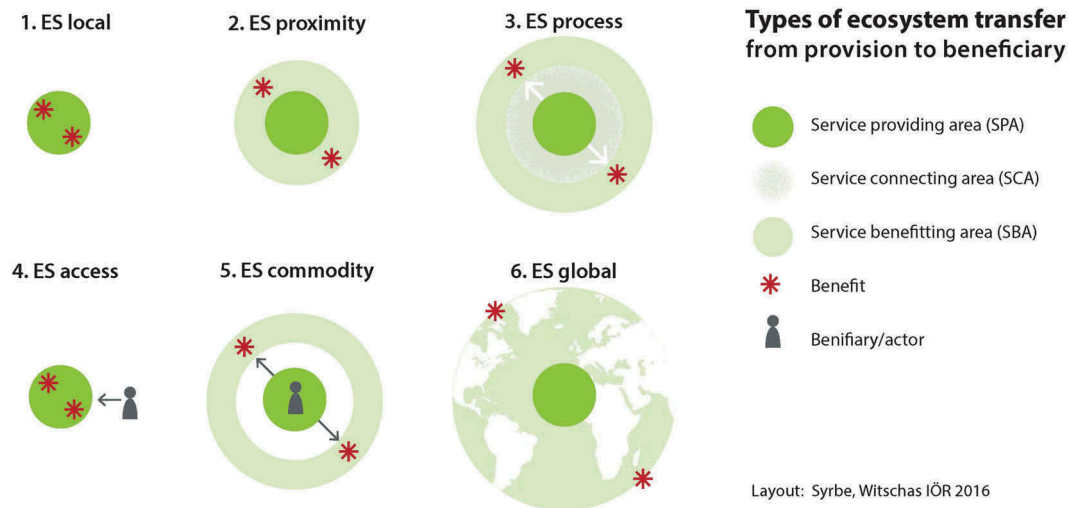 1. ES local
2. ES proximity
3. ES process
Types of ecosystem transfer
from provision to beneficiary
Service providing area (SPA)
Service connecting area (SCA)
Service benefitting area (SBA)
4. ES access
5. ES commodity
6. ES global
Benefit
Benifiary/actor
Layout: Syrbe, Witschas IÖR 2016